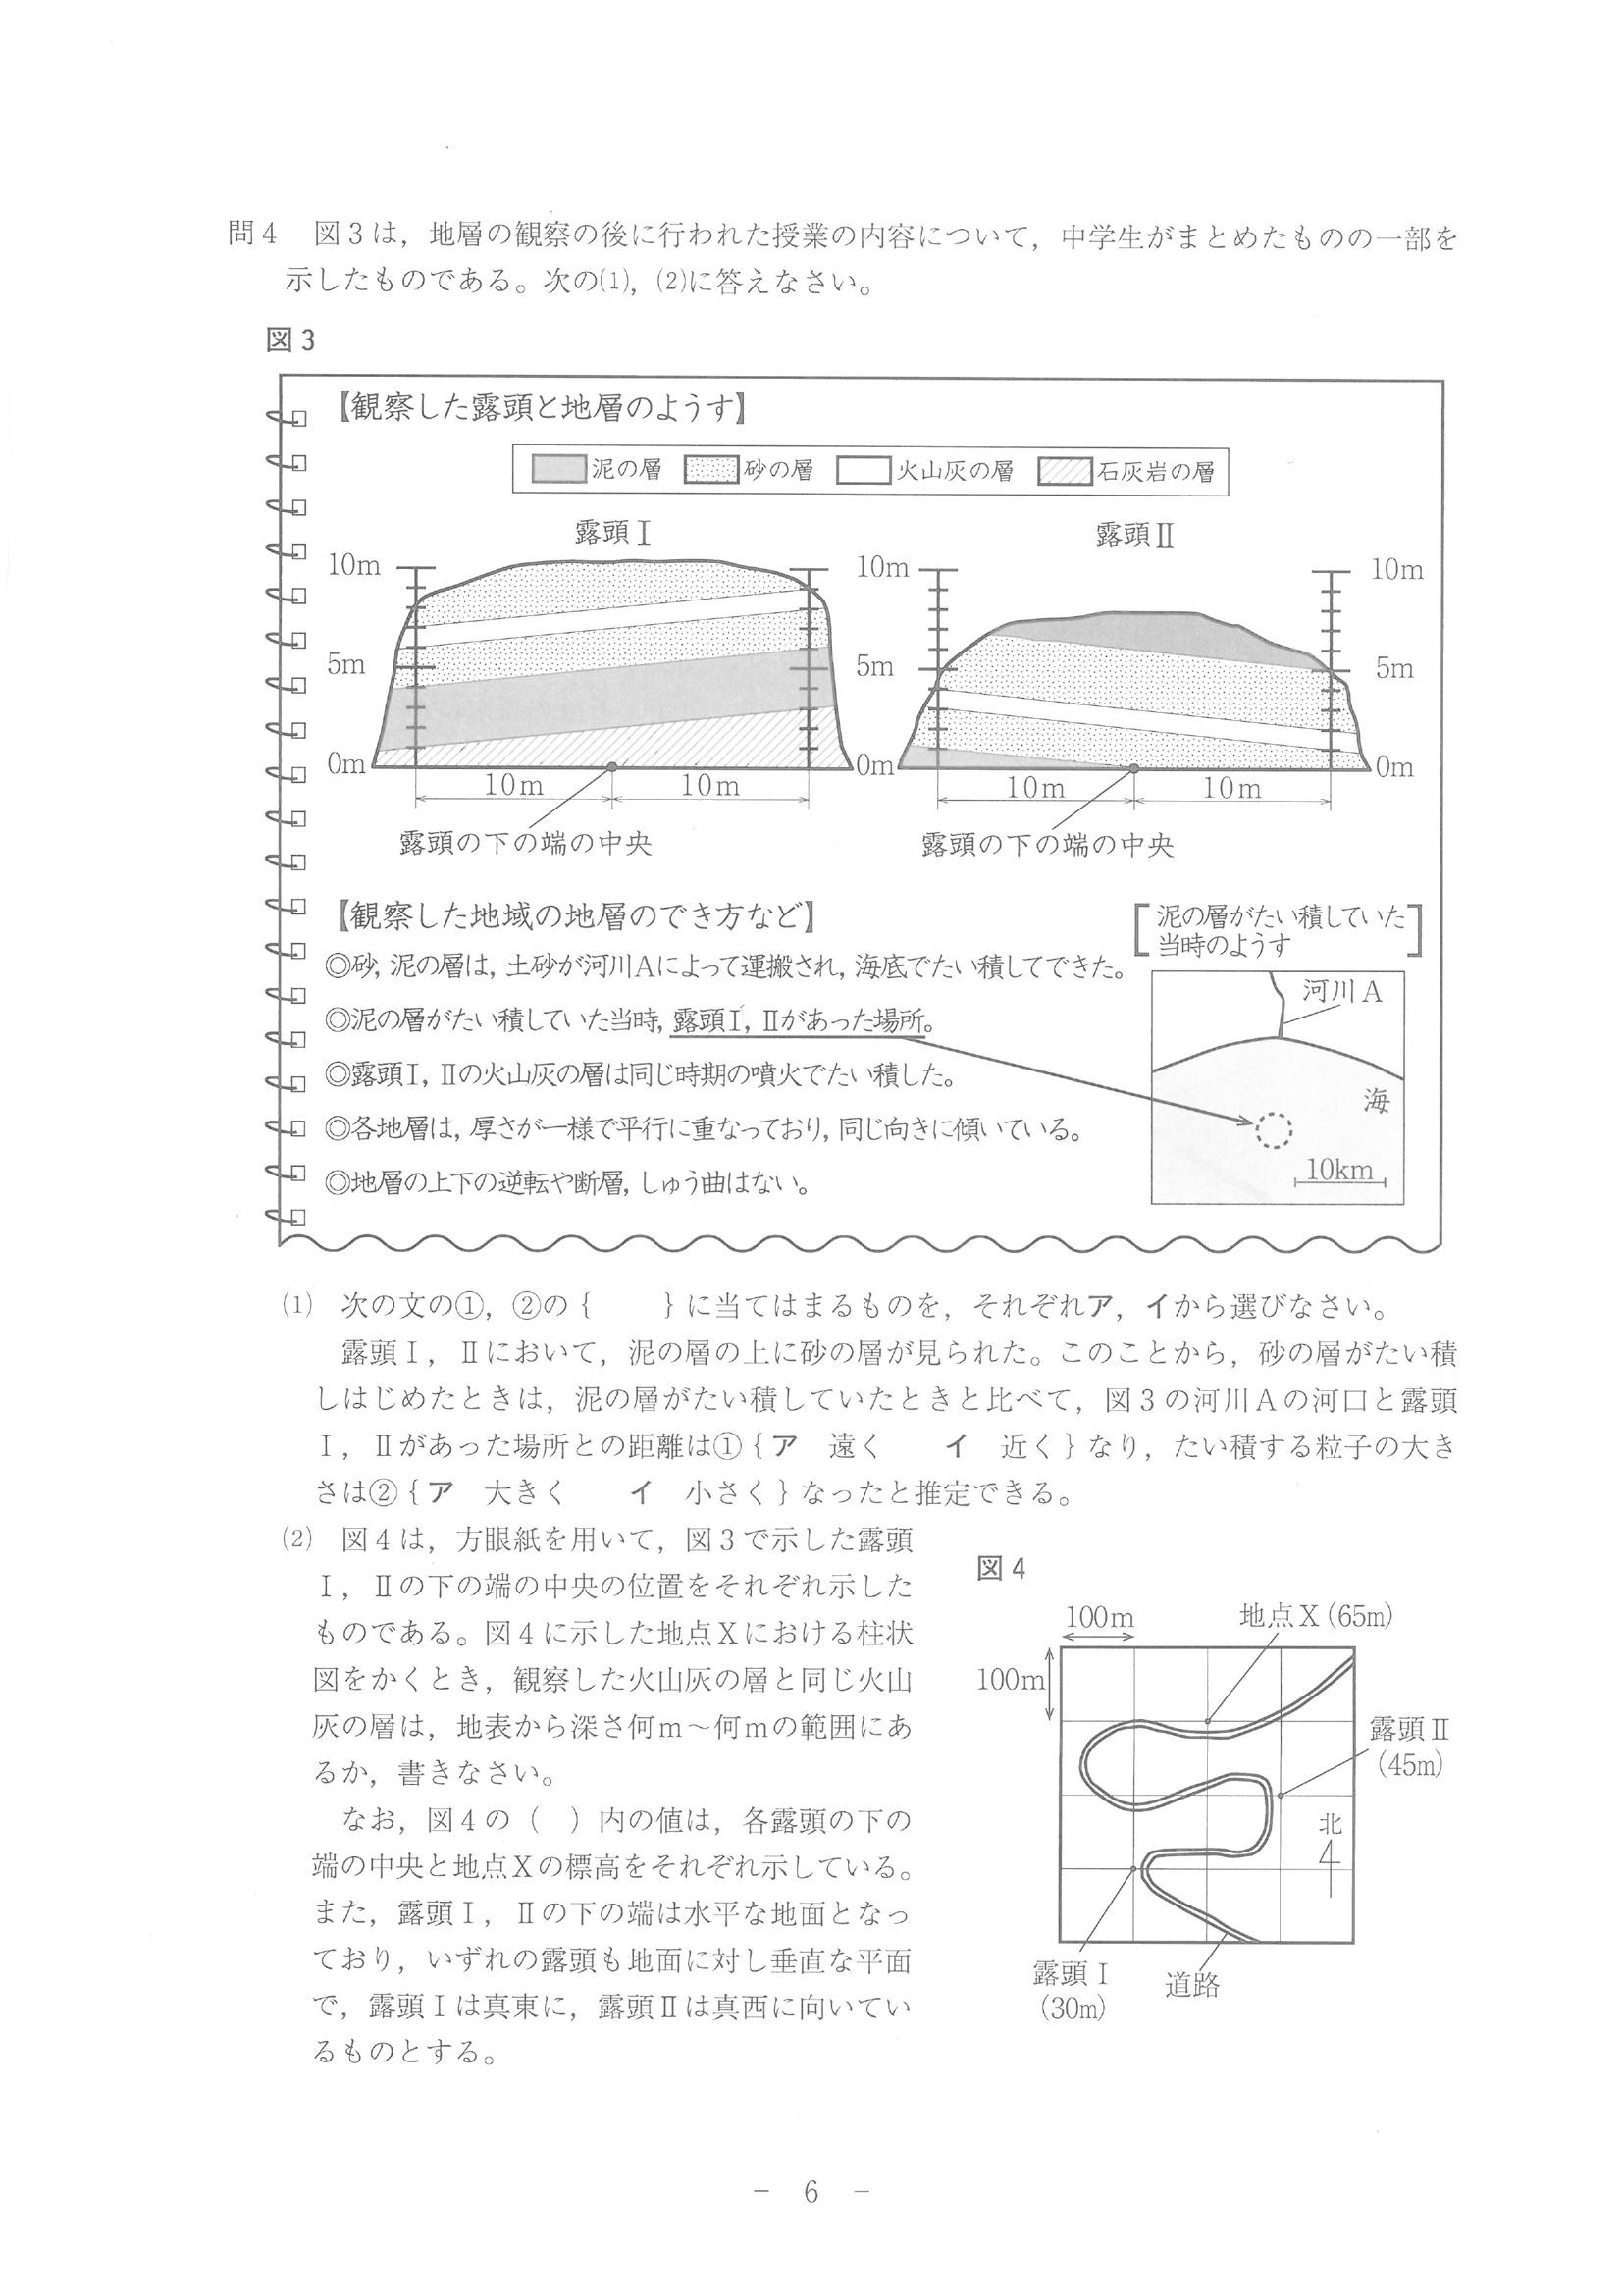 問4　図3は，地層の観察の後に行われた授業の内容について，中学生がまとめたものの一部を
示したものである。次の⑴，⑵に答えなさい。
図3
【観察した露頭と地層のようす】
泥の層　砂の層　火山灰の層　石灰岩の層
露頭Ⅰ　露頭Ⅱ
10m　10m　10m
5m　5m　5m
0m　0m　0m
10m　10m　10m　10m
露頭の下の端の中央　露頭の下の端の中央
【観察した地域の地層のでき方など】
◎砂，泥の層は，土砂が河川Aによって運搬され，海底でたい積してできた。
◎泥の層がたい積していた当時，露頭Ⅰ，Ⅱがあった場所。
◎露頭Ⅰ，Ⅱの火山灰の層は同じ時期の噴火でたい積した。
◎各地層は，厚さが一様で平行に重なっており，同じ向きに傾いている。
◎地層の上下の逆転や断層，しゅう曲はない。
泥の層がたい積していた
当時のようす
河川A
海
10km
⑴　次の文の①，②の｛　　｝に当てはまるものを，それぞれア，イから選びなさい。
露頭Ⅰ，Ⅱにおいて，泥の層の上に砂の層が見られた。このことから，砂の層がたい積
しはじめたときは，泥の層がたい積していたときと比べて，図3の河川Aの河口と露頭
Ⅰ，Ⅱがあった場所との距離は①｛ア　遠く　　イ　近く｝なり，たい積する粒子の大き
さは②｛ア　大きく　　イ　小さく｝なったと推定できる。
⑵　図4は，方眼紙を用いて，図3で示した露頭
Ⅰ，Ⅱの下の端の中央の位置をそれぞれ示した
ものである。図4に示した地点Xにおける柱状
図をかくとき，観察した火山灰の層と同じ火山
灰の層は，地表から深さ何m～何mの範囲にあ
るか，書きなさい。
なお，図4の（　）内の値は，各露頭の下の
端の中央と地点Xの標高をそれぞれ示している。
また，露頭Ⅰ，Ⅱの下の端は水平な地面となっ
ており，いずれの露頭も地面に対し垂直な平面
で，露頭Ⅰは真東に，露頭Ⅱは真西に向いてい
るものとする。
図4
100m　地点X(65m)
100m
露頭Ⅱ
(45m)
北
露頭Ⅰ
(30m)
道路
－　6　－